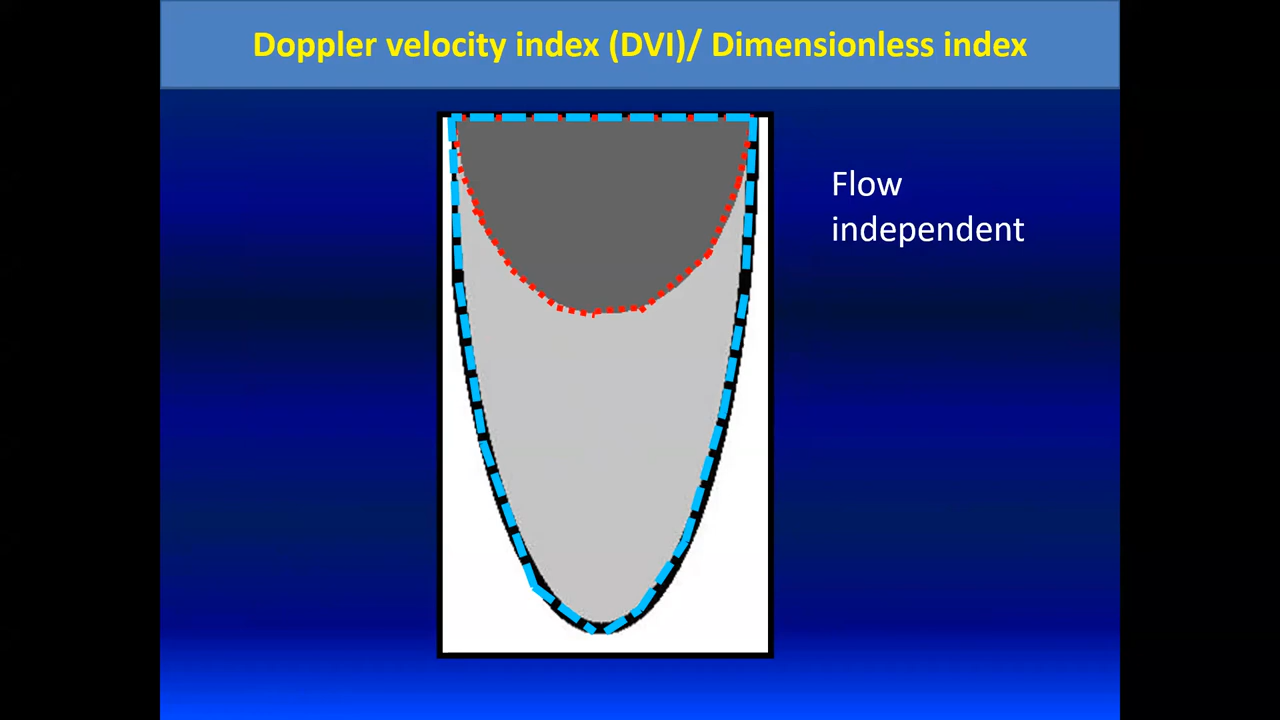 Doppler velocity index (DVI)/ Dimensionless index
Flow
independent